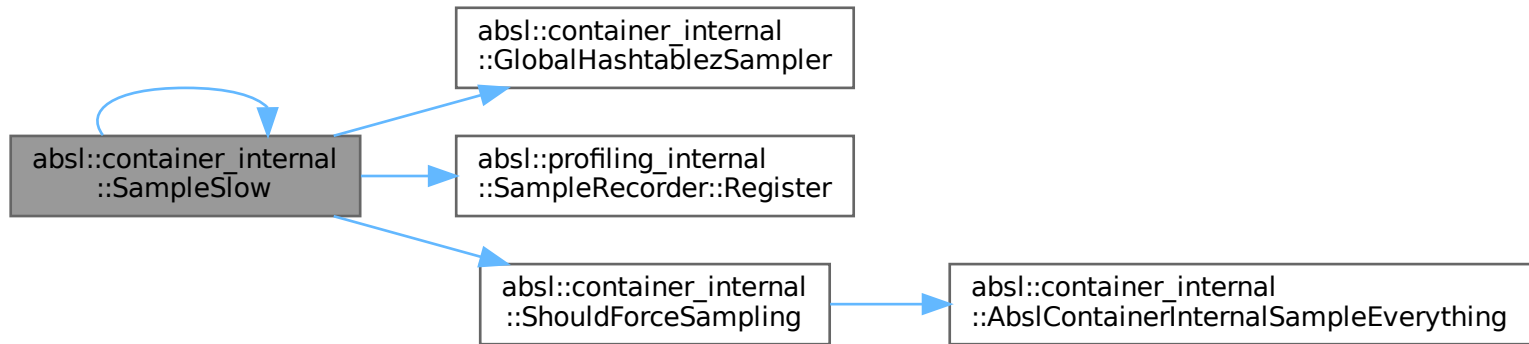 absl::container_internal
::SampleSlow
absl::container_internal
::GlobalHashtablezSampler
absl::profiling_internal
::SampleRecorder::Register
absl::container_internal
::ShouldForceSampling
absl::container_internal
::AbslContainerInternalSampleEverything